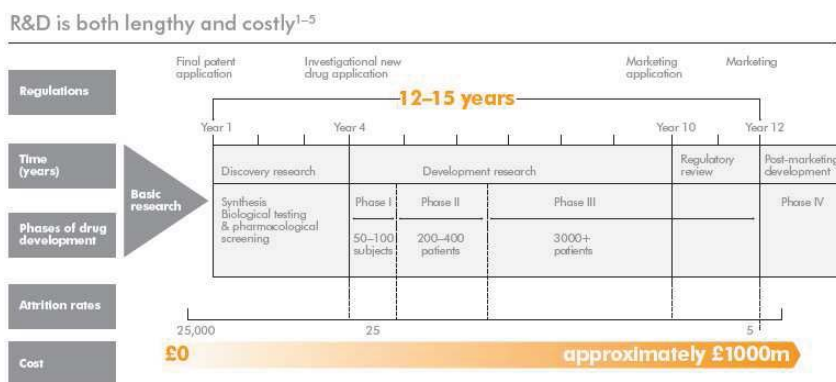 R&D is both lengthy and costly1–5
Final patent
application
Investigational new
drug application
Marketing
application
Marketing
Regulations
12–15 years
Year 1
Year 4
Year 10
Year 12
Time
(years)
Discovery research
Development research
Regulatory
review
Post-marketing
development
Basic
research
Phases of drug
development
Synthesis
Biological testing
& pharmacological
screening
Phase I
Phase II
Phase III
Phase IV
50–100
subjects
200–400
patients
3000+
patients
Attrition rates
25,000
25
5
Cost
£0
approximately £1000m